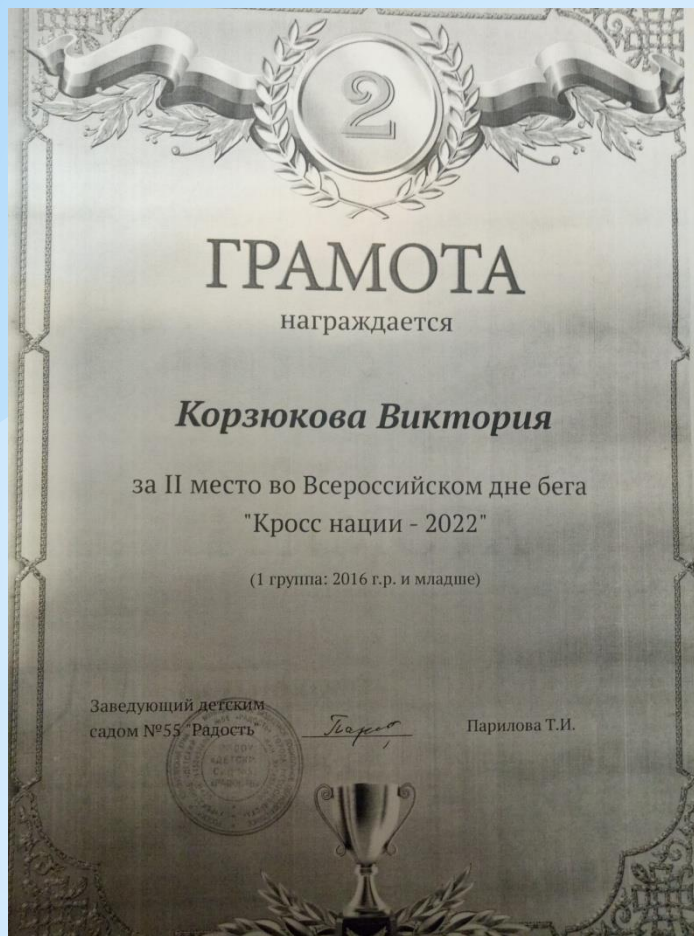 2
ГРАМОТА
награждается
Корзюкова Виктория
за II место во Всероссийском дне бега
"Кросс нации - 2022"
(1 группа: 2016 г.р. и младше)
Заведующий детским
садом №55 "Радость"
Парилова Т.И.